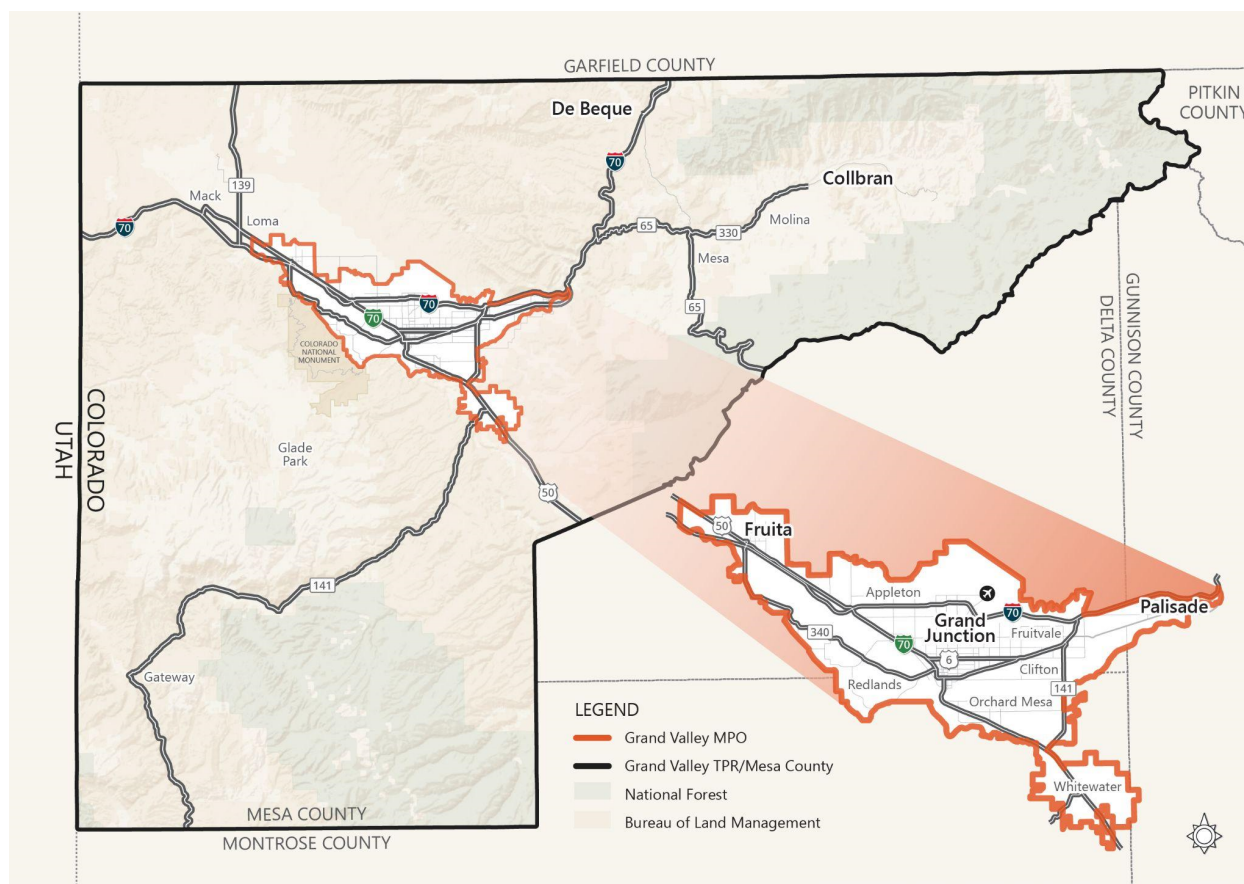 GARFIELD COUNTY
PITKIN
COUNTY
De Beque
70
139
Mack
Loma
70
Collbran
65
330
Molina
Mesa
65
70
70
COLORADO
NATIONAL
MONUMENT
GUNNISON COUNTY
DELTA COUNTY
COLORADO
UTAH
Glade
Park
50
141
Gateway
MESA COUNTY
MONTROSE COUNTY
50
Fruita
Appleton
Palisade
70
Grand
Junction
Fruitvale
340
70
6
Clifton
Redlands
141
Orchard Mesa
Whitewater
LEGEND
Grand Valley MPO
Grand Valley TPR/Mesa County
National Forest
Bureau of Land Management